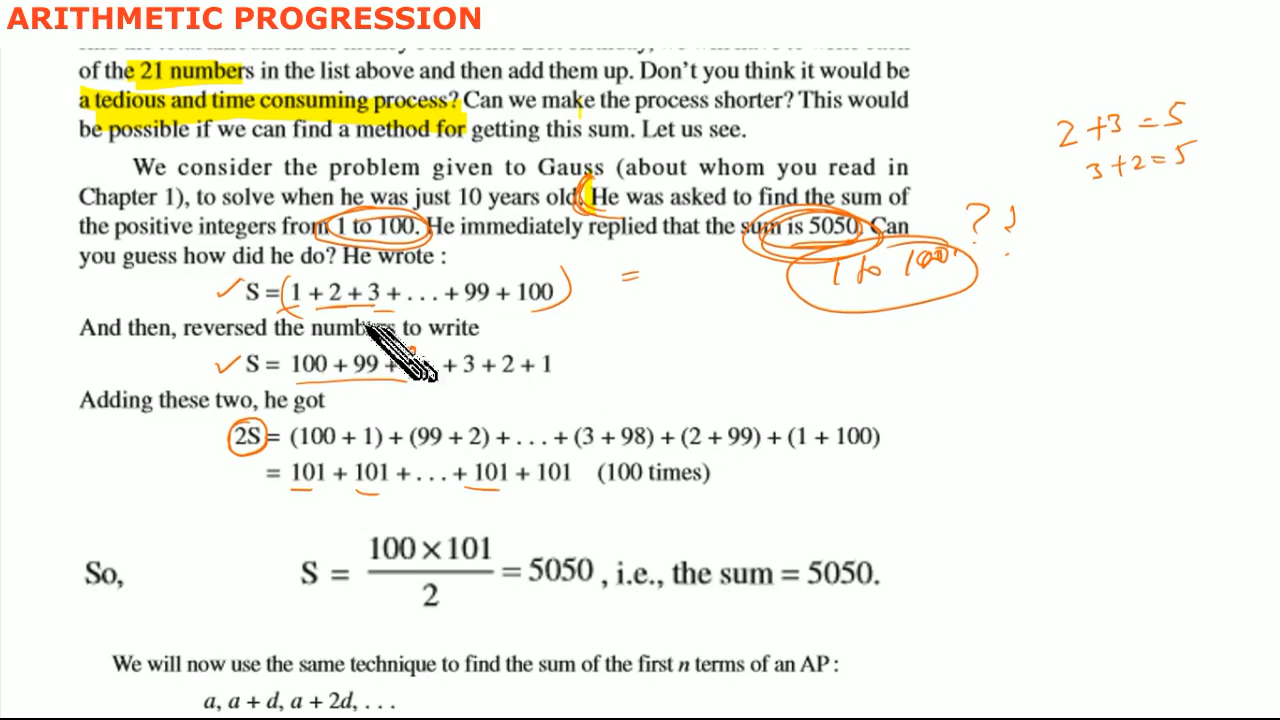 ARITHMETIC PROGRESSION
of the 21 numbers in the list above and then add them up. Don't you think it would be
a tedious and time consuming process? Can we make the process shorter? This would
be possible if we can find a method for getting this sum. Let us see.
2 + 3 = 5
3 + 2 = 5
We consider the problem given to Gauss (about whom you read in
Chapter 1), to solve when he was just 10 years old. He was asked to find the sum of
the positive integers from 1 to 100. He immediately replied that the sum is 5050. Can
you guess how did he do? He wrote :
? ?
1 to 100.
S = (1 + 2 + 3 + . . . + 99 + 100) =
And then, reversed the numbers to write
S = 100 + 99 + + 3 + 2 + 1
Adding these two, he got
2S = (100 + 1) + (99 + 2) + . . . + (3 + 98) + (2 + 99) + (1 + 100)
= 101 + 101 + . . . + 101 + 101 (100 times)
So, S = 100 × 101 / 2 = 5050 , i.e., the sum = 5050.
We will now use the same technique to find the sum of the first n terms of an AP :
a, a + d, a + 2d, . . .